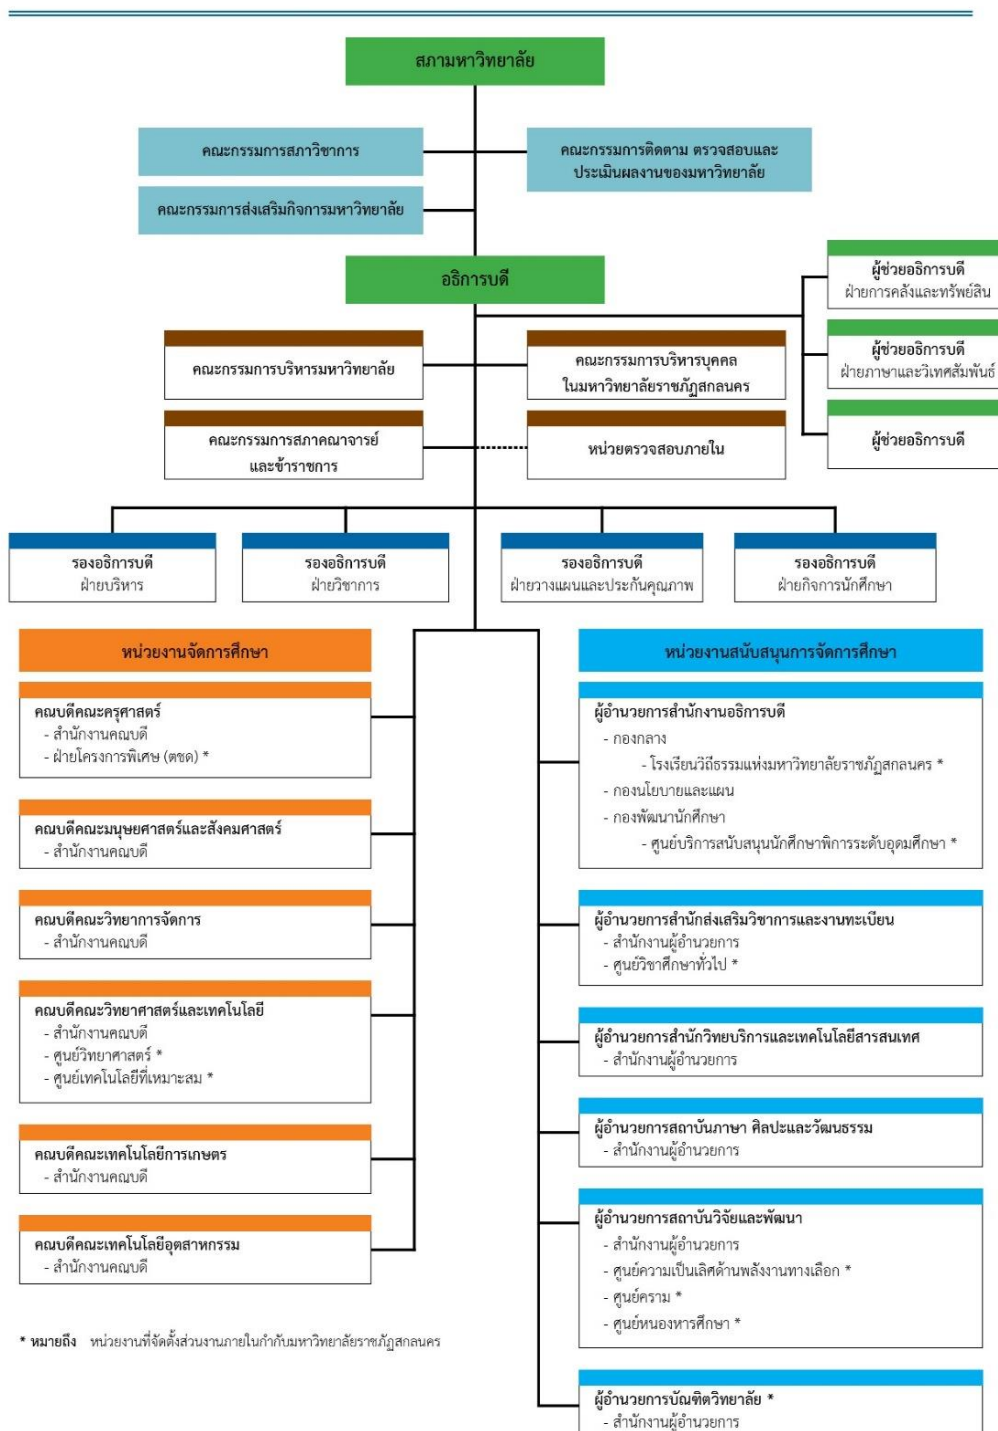 สภามหาวิทยาลัย
คณะกรรมการสภาวิชาการ
คณะกรรมการติดตาม ตรวจสอบและ
ประเมินผลงานของมหาวิทยาลัย
คณะกรรมการส่งเสริมกิจการมหาวิทยาลัย
อธิการบดี
ผู้ช่วยอธิการบดี
ฝ่ายการคลังและทรัพย์สิน
ผู้ช่วยอธิการบดี
ฝ่ายภาษาและวิเทศสัมพันธ์
ผู้ช่วยอธิการบดี
คณะกรรมการบริหารมหาวิทยาลัย
คณะกรรมการบริหารบุคคล
ในมหาวิทยาลัยราชภัฏสกลนคร
คณะกรรมการสภาคณาจารย์
และข้าราชการ
หน่วยตรวจสอบภายใน
รองอธิการบดี
ฝ่ายบริหาร
รองอธิการบดี
ฝ่ายวิชาการ
รองอธิการบดี
ฝ่ายวางแผนและประกันคุณภาพ
รองอธิการบดี
ฝ่ายกิจการนักศึกษา
หน่วยงานจัดการศึกษา
คณบดีคณะครุศาสตร์
- สำนักงานคณบดี
- ฝ่ายโครงการพิเศษ (ตชด) *
คณบดีคณะมนุษยศาสตร์และสังคมศาสตร์
- สำนักงานคณบดี
คณบดีคณะวิทยาการจัดการ
- สำนักงานคณบดี
คณบดีคณะวิทยาศาสตร์และเทคโนโลยี
- สำนักงานคณบดี
- ศูนย์วิทยาศาสตร์ *
- ศูนย์เทคโนโลยีที่เหมาะสม *
คณบดีคณะเทคโนโลยีการเกษตร
- สำนักงานคณบดี
คณบดีคณะเทคโนโลยีอุตสาหกรรม
- สำนักงานคณบดี
* หมายถึง หน่วยงานที่จัดตั้งส่วนงานภายในกำกับมหาวิทยาลัยราชภัฏสกลนคร
หน่วยงานสนับสนุนการจัดการศึกษา
ผู้อำนวยการสำนักงานอธิการบดี
- กองกลาง
- โรงเรียนวิถีธรรมแห่งมหาวิทยาลัยราชภัฏสกลนคร *
- กองนโยบายและแผน
- กองพัฒนานักศึกษา
- ศูนย์บริการสนับสนุนนักศึกษาพิการระดับอุดมศึกษา *
ผู้อำนวยการสำนักส่งเสริมวิชาการและงานทะเบียน
- สำนักงานผู้อำนวยการ
- ศูนย์วิชาศึกษาทั่วไป *
ผู้อำนวยการสำนักวิทยบริการและเทคโนโลยีสารสนเทศ
- สำนักงานผู้อำนวยการ
ผู้อำนวยการสถาบันภาษา ศิลปะและวัฒนธรรม
- สำนักงานผู้อำนวยการ
ผู้อำนวยการสถาบันวิจัยและพัฒนา
- สำนักงานผู้อำนวยการ
- ศูนย์ความเป็นเลิศด้านพลังงานทางเลือก *
- ศูนย์คราม *
- ศูนย์หนองหารศึกษา *
ผู้อำนวยการบัณฑิตวิทยาลัย *
- สำนักงานผู้อำนวยการ